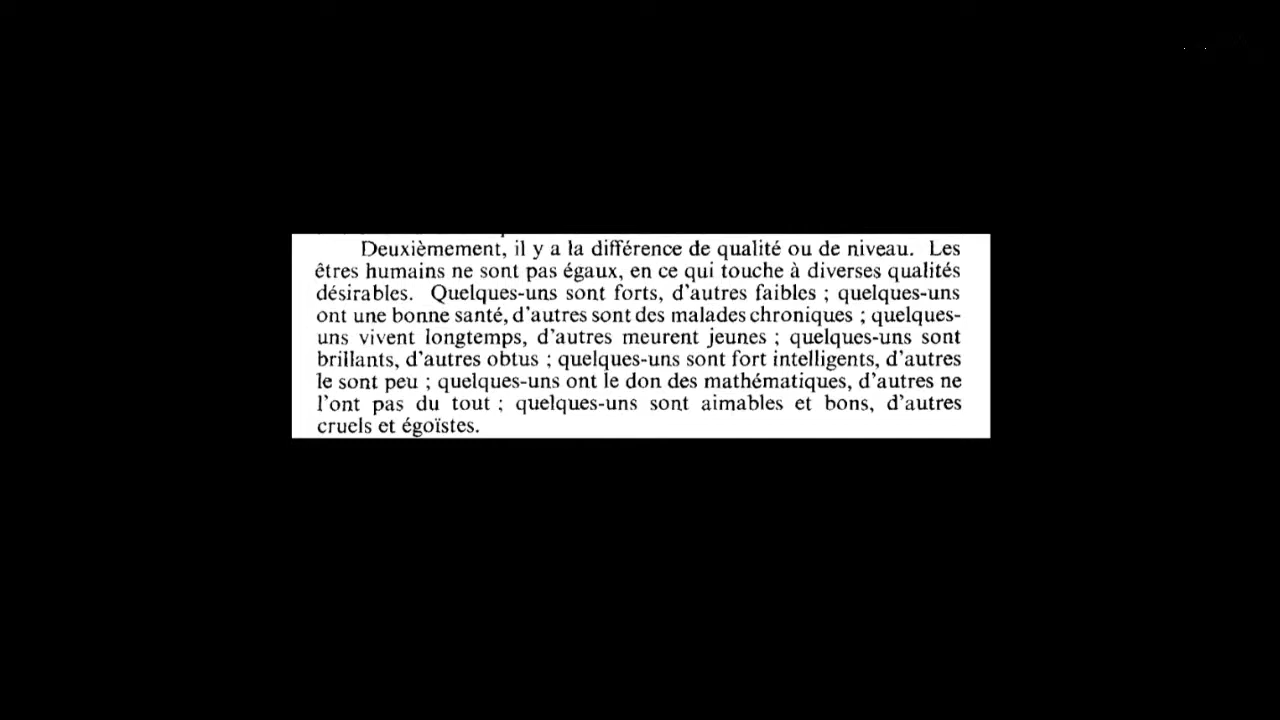 Deuxièmement, il y a la différence de qualité ou de niveau. Les
êtres humains ne sont pas égaux, en ce qui touche à diverses qualités
désirables. Quelques-uns sont forts, d'autres faibles ; quelques-uns
ont une bonne santé, d'autres sont des malades chroniques ; quelques-
uns vivent longtemps, d'autres meurent jeunes ; quelques-uns sont
brillants, d'autres obtus ; quelques-uns sont fort intelligents, d'autres
le sont peu ; quelques-uns ont le don des mathématiques, d'autres ne
l'ont pas du tout ; quelques-uns sont aimables et bons, d'autres
cruels et égoïstes.